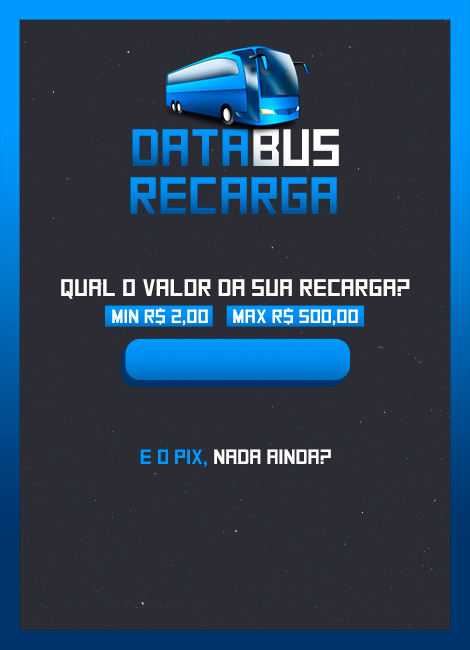 DATABUS
RECARGA
QUAL O VALOR DA SUA RECARGA?
MIN R$ 2,00 MAX R$ 500,00
E O PIX, NADA AINDA?